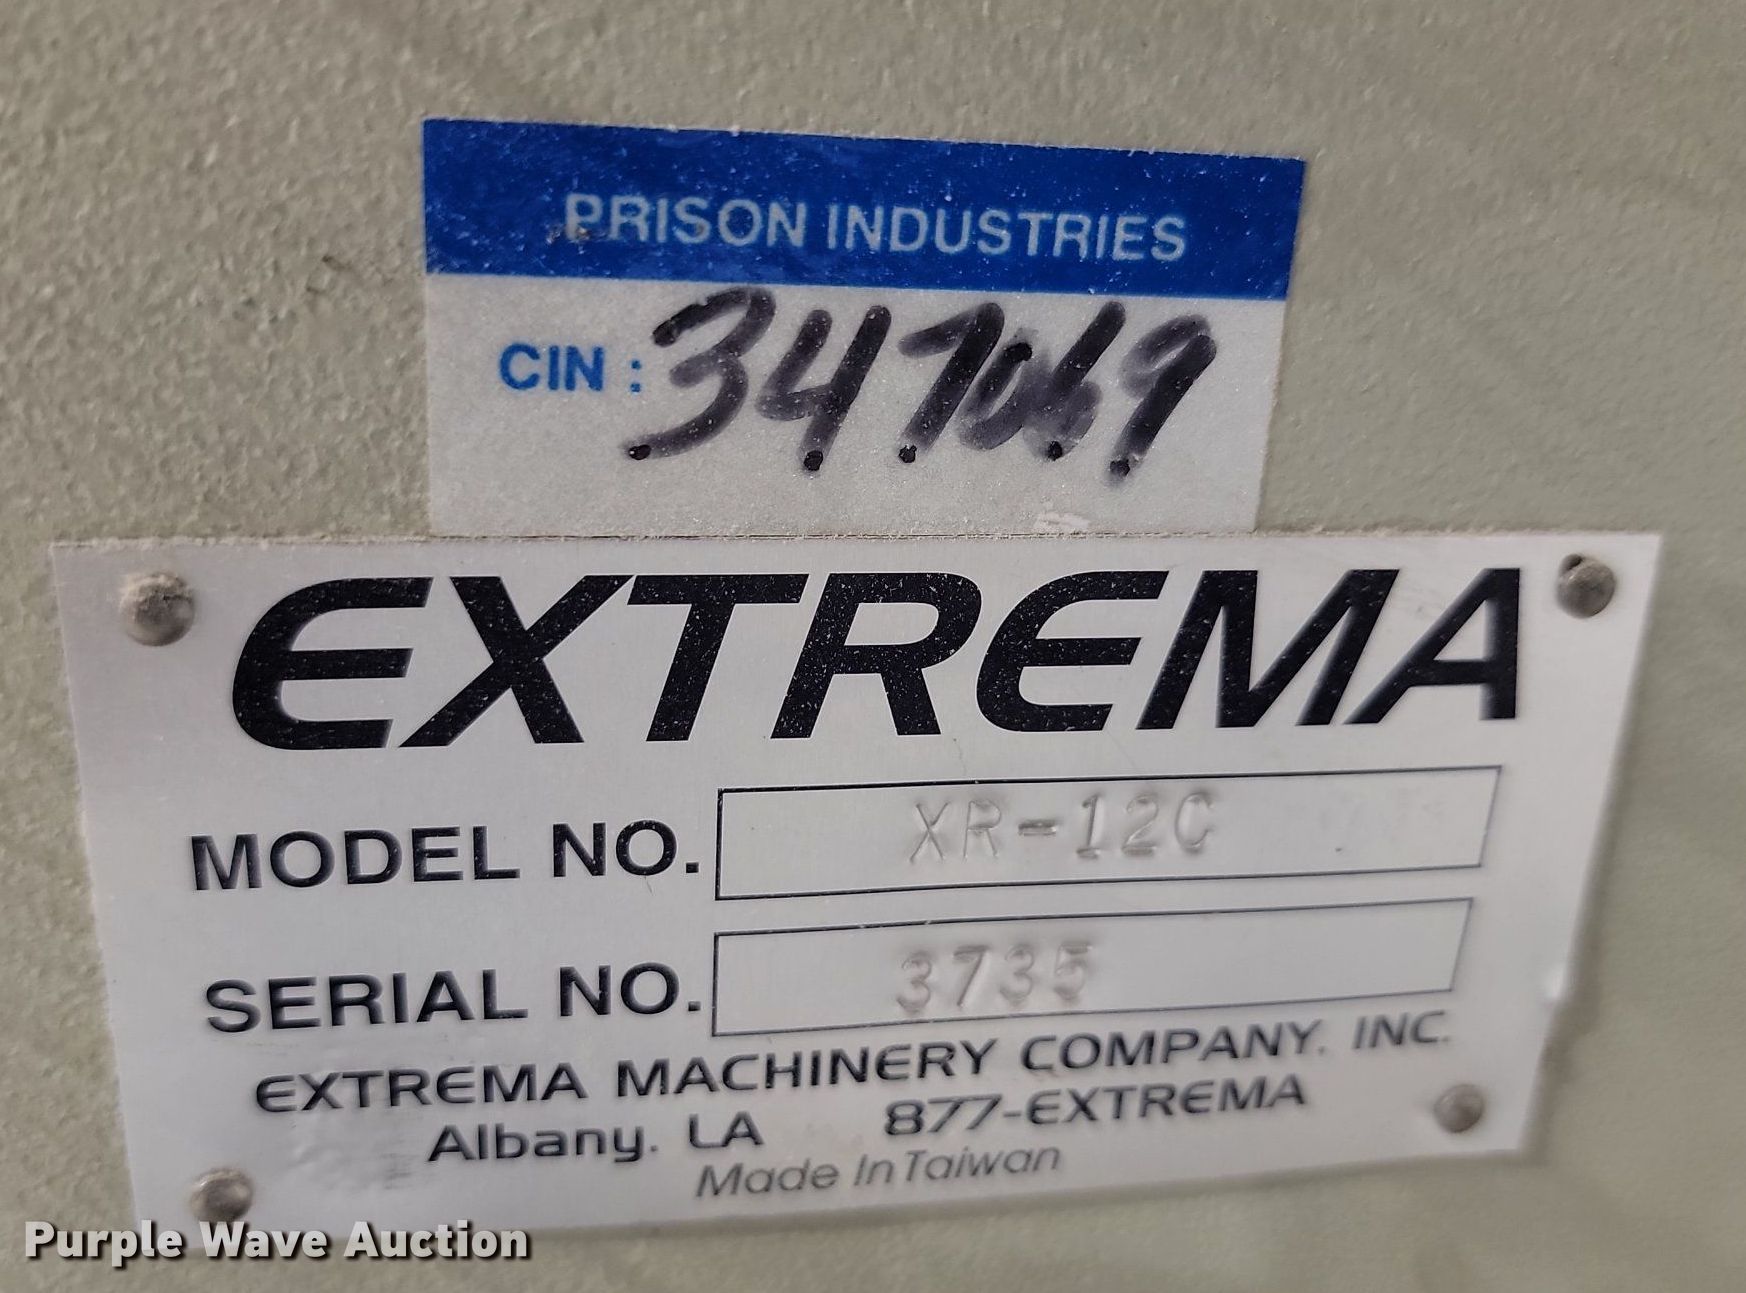 PRISON INDUSTRIES
CIN : 347069
EXTREMA
MODEL NO. XR-12C
SERIAL NO. 3735
EXTREMA MACHINERY COMPANY. INC.
Albany. LA 877-EXTREMA
Made In Taiwan
Purple Wave Auction